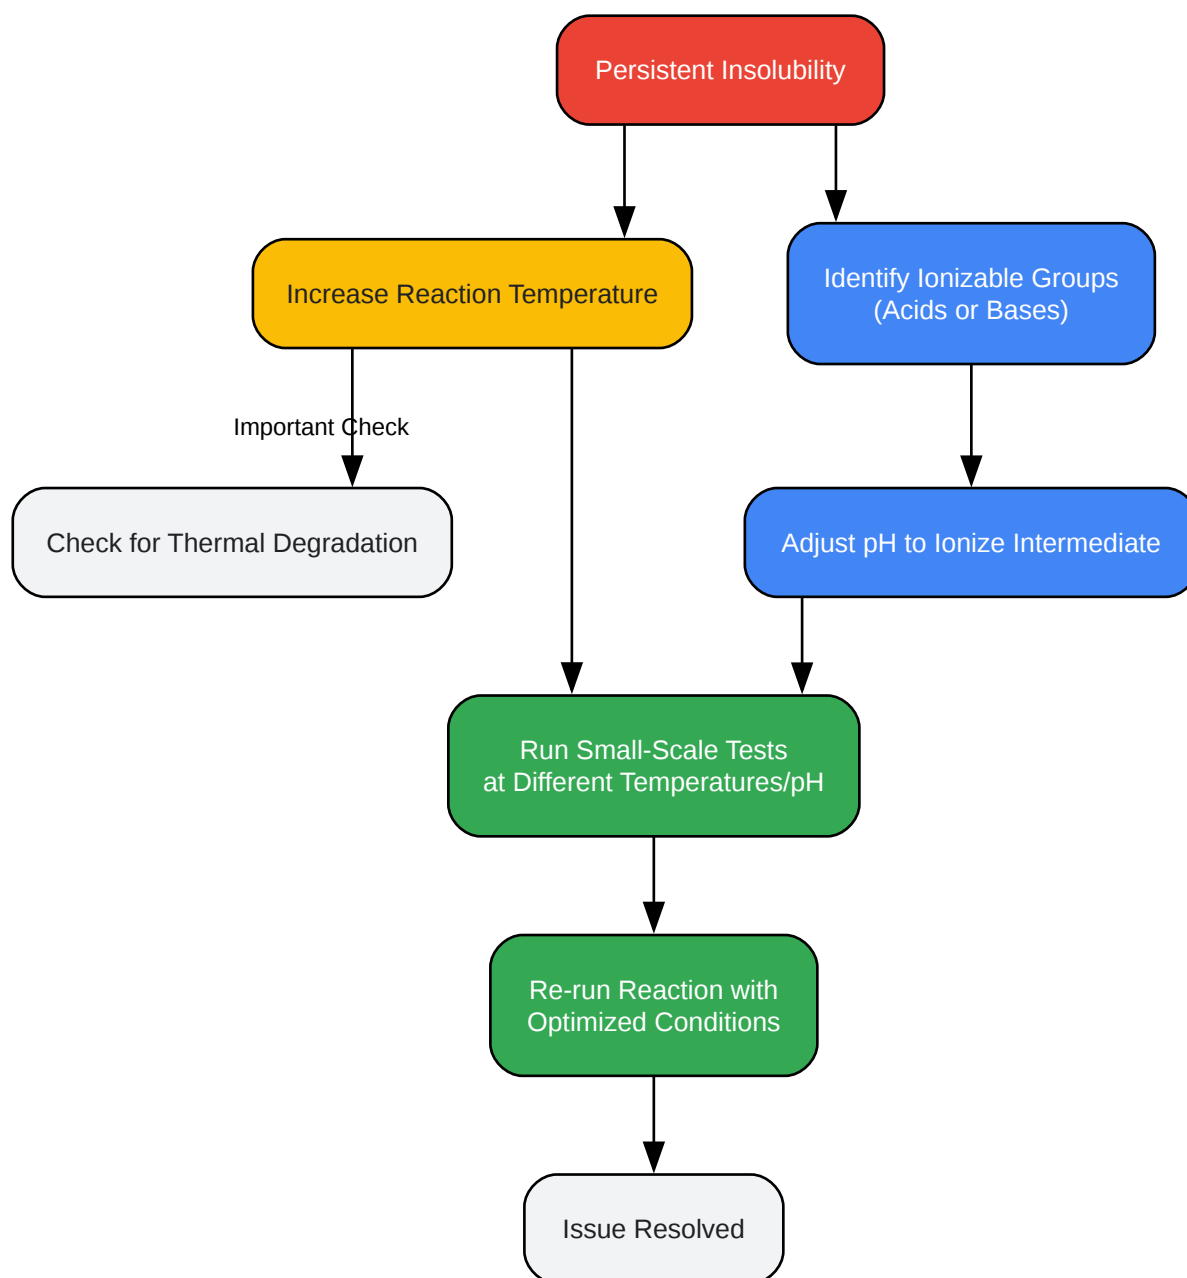 Persistent Insolubility
Increase Reaction Temperature
Identify Ionizable Groups
(Acids or Bases)
Important Check
Check for Thermal Degradation
Adjust pH to Ionize Intermediate
Run Small-Scale Tests
at Different Temperatures/pH
Re-run Reaction with
Optimized Conditions
Issue Resolved